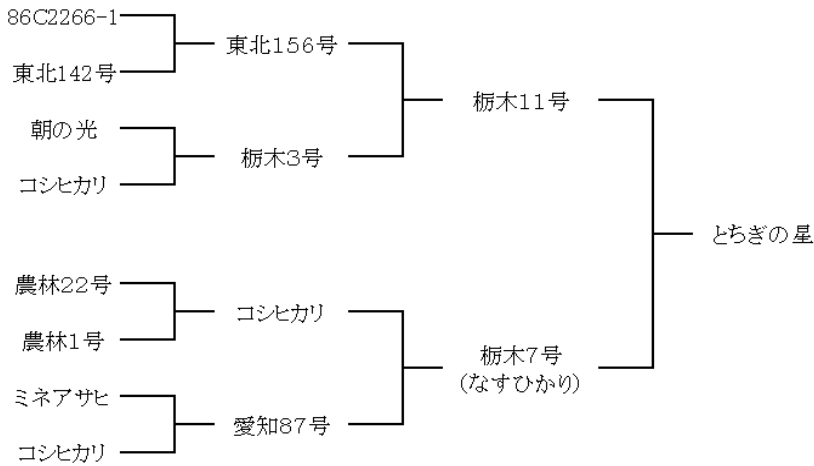 86C2266-1
東北142号
東北156号
朝の光
コシヒカリ
栃木3号
栃木11号
農林22号
農林1号
コシヒカリ
ミネアサヒ
コシヒカリ
愛知87号
栃木7号
(なすひかり)
とちぎの星